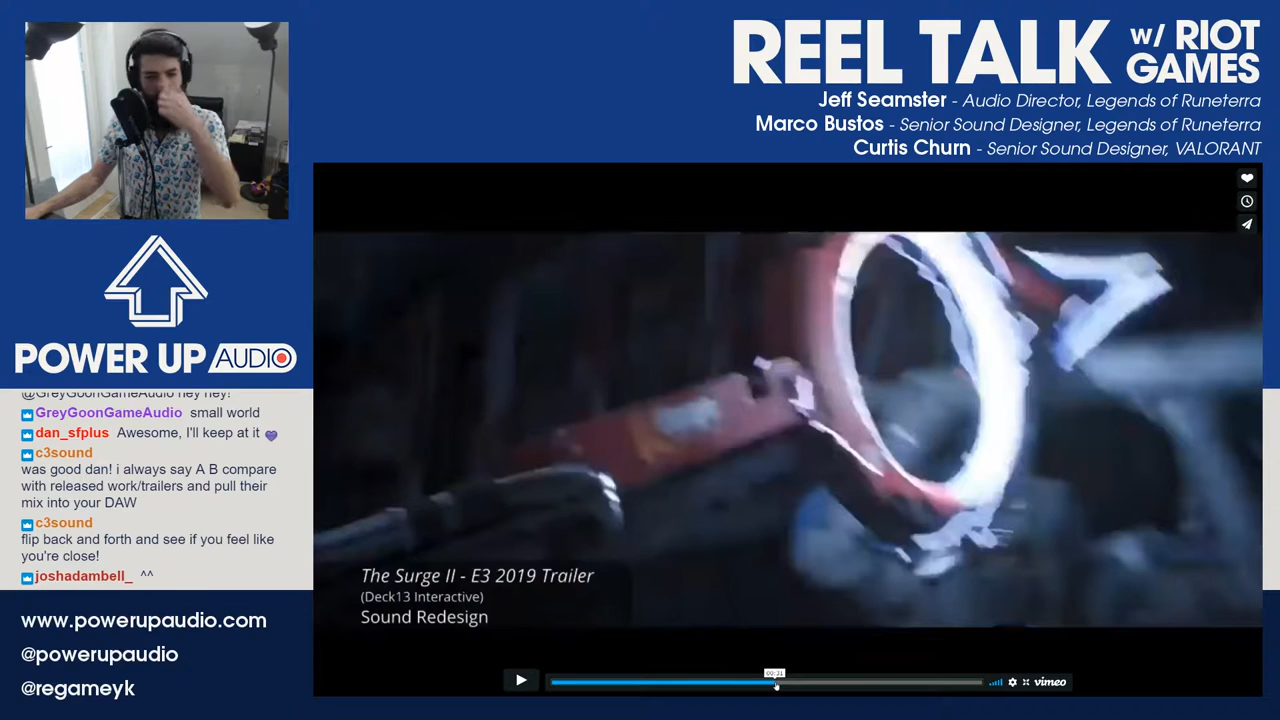 REEL TALK w/ RIOT GAMES
Jeff Seamster - Audio Director, Legends of Runeterra
Marco Bustos - Senior Sound Designer, Legends of Runeterra
Curtis Churn - Senior Sound Designer, VALORANT
POWER UP AUDIO
@GreyGoonGameAudio hey hey!
GreyGoonGameAudio small world
dan_sfplus Awesome, I'll keep at it
c3sound
was good dan! i always say A B compare
with released work/trailers and pull their
mix into your DAW
c3sound
flip back and forth and see if you feel like
you're close!
joshadambell_ ^^
www.powerupaudio.com
@powerupaudio
@regameyk
The Surge II - E3 2019 Trailer
(Deck13 Interactive)
Sound Redesign
vimeo